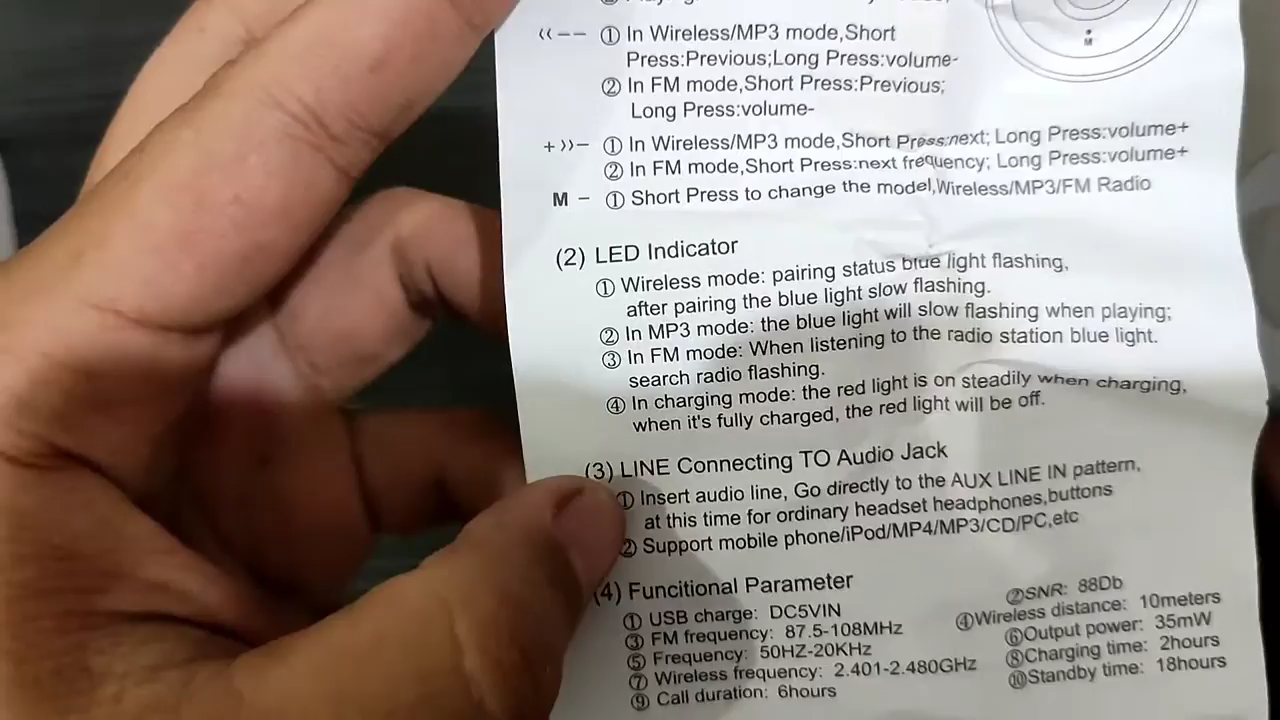 ‹‹ – – ① In Wireless/MP3 mode,Short
Press:Previous;Long Press:volume-
② In FM mode,Short Press:Previous;
Long Press:volume-
+ ›› – ① In Wireless/MP3 mode,Short Press:next; Long Press:volume+
② In FM mode,Short Press:next frequency; Long Press:volume+
M – ① Short Press to change the model,Wireless/MP3/FM Radio
M
(2) LED Indicator
① Wireless mode: pairing status blue light flashing,
after pairing the blue light slow flashing.
② In MP3 mode: the blue light will slow flashing when playing;
③ In FM mode: When listening to the radio station blue light.
search radio flashing.
④ In charging mode: the red light is on steadily when charging,
when it's fully charged, the red light will be off.
(3) LINE Connecting TO Audio Jack
① Insert audio line, Go directly to the AUX LINE IN pattern,
at this time for ordinary headset headphones,buttons
② Support mobile phone/iPod/MP4/MP3/CD/PC,etc
(4) Funcitional Parameter
① USB charge: DC5VIN ②SNR: 88Db
③ FM frequency: 87.5-108MHz ④Wireless distance: 10meters
⑤ Frequency: 50HZ-20KHz ⑥Output power: 35mW
⑦ Wireless frequency: 2.401-2.480GHz ⑧Charging time: 2hours
⑨ Call duration: 6hours ⑩Standby time: 18hours